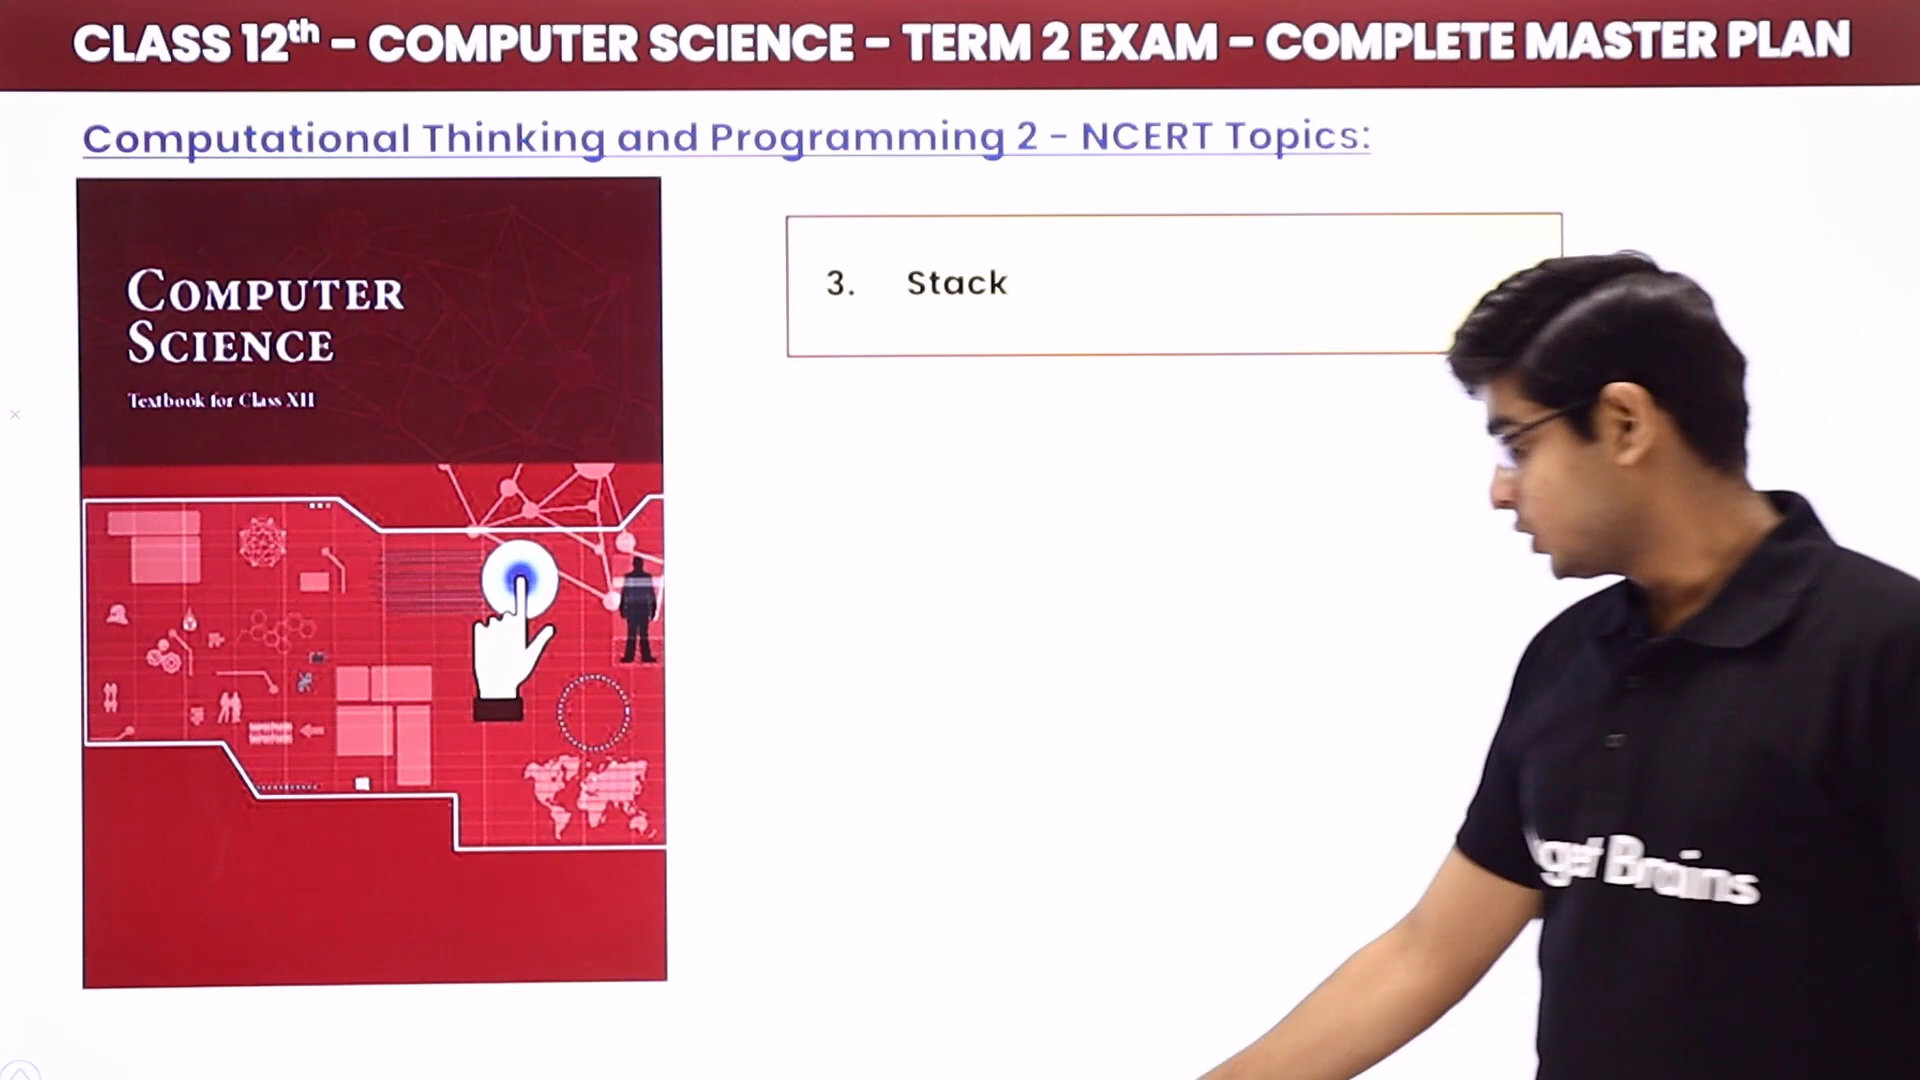 CLASS 12th - COMPUTER SCIENCE - TERM 2 EXAM - COMPLETE MASTER PLAN
Computational Thinking and Programming 2 - NCERT Topics:
COMPUTER
SCIENCE
Textbook for Class XII
3. Stack
Brains